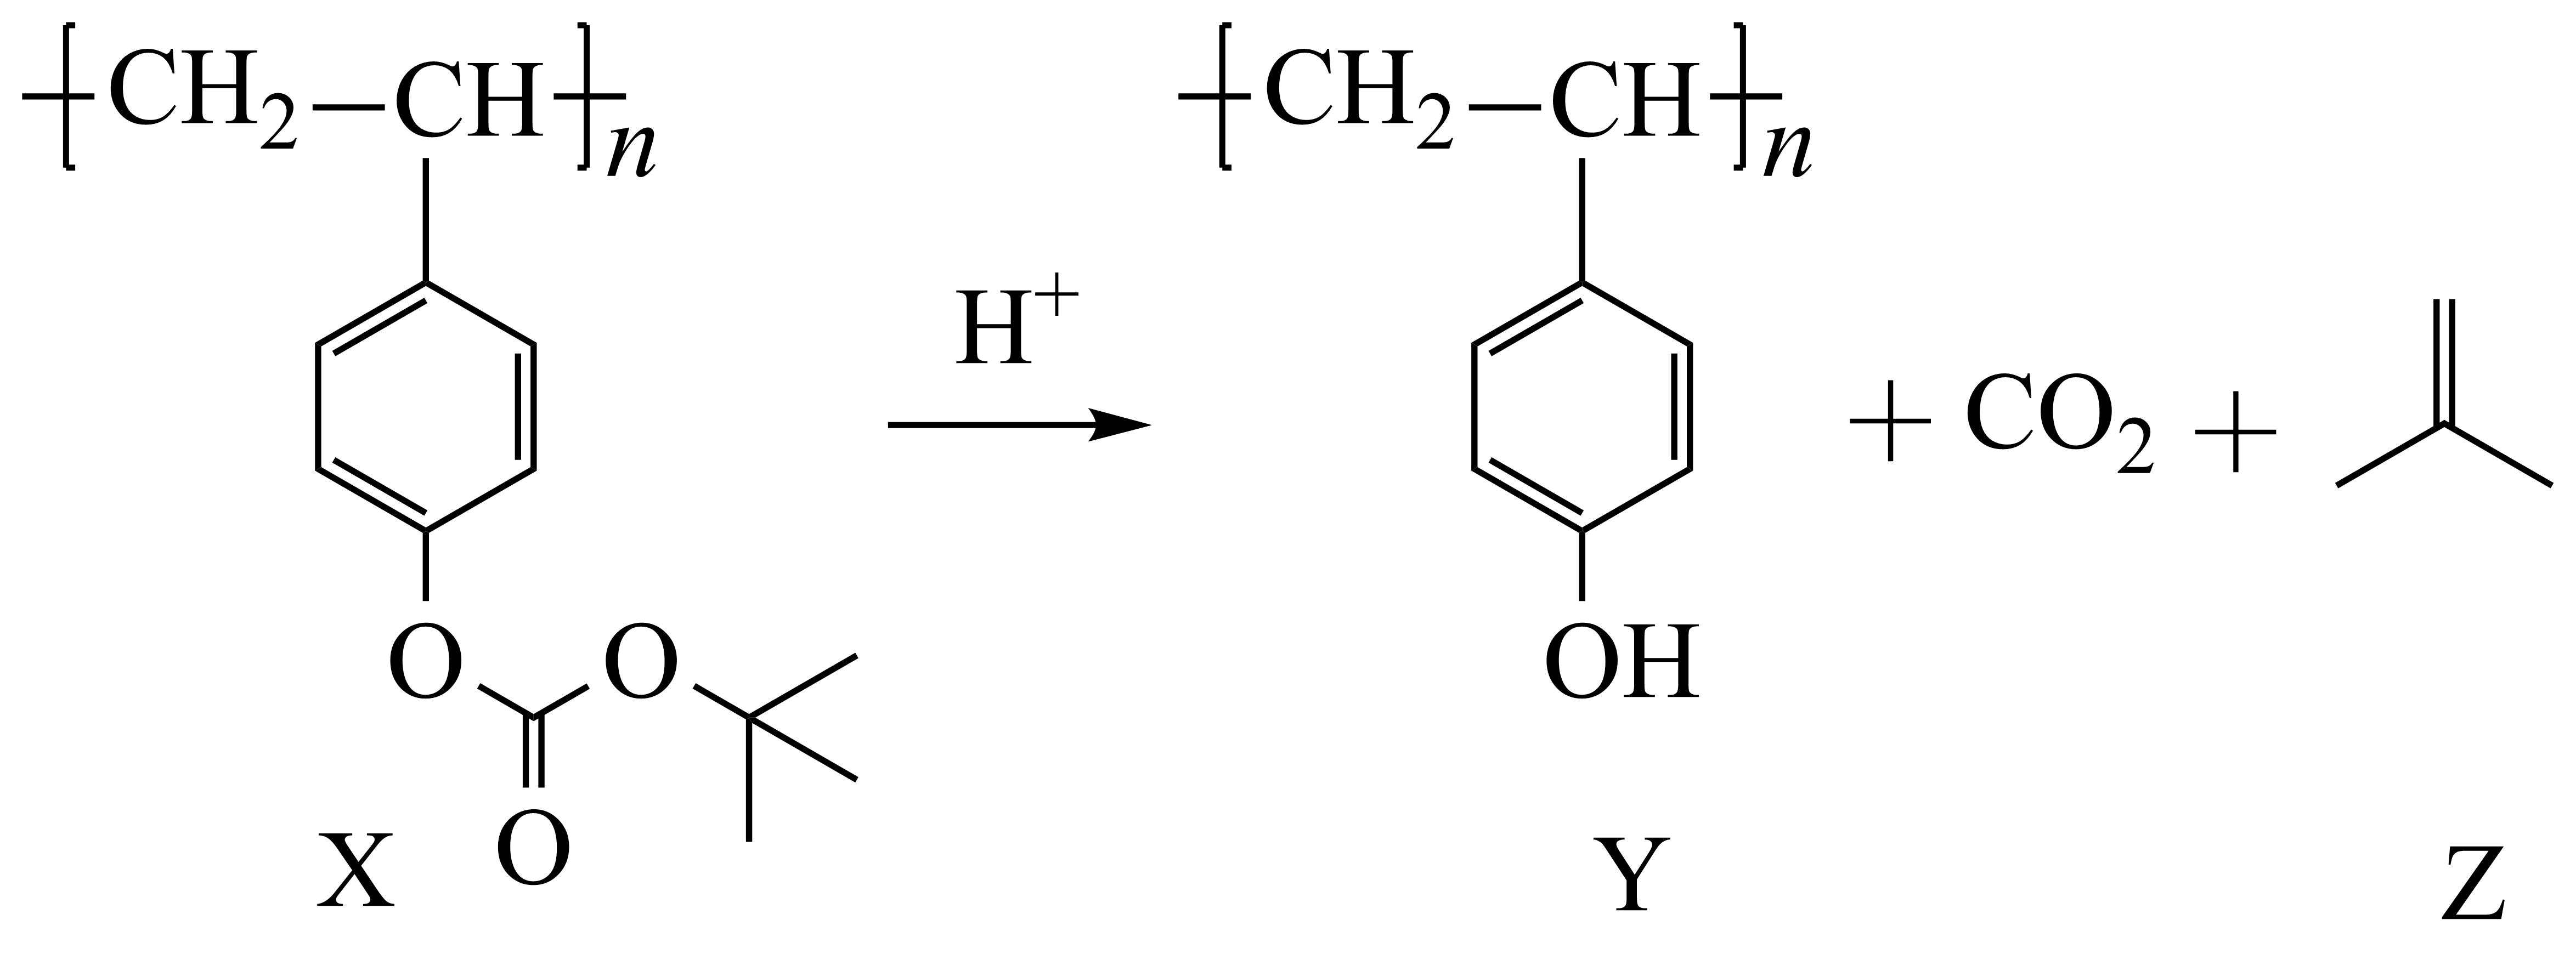 [CH₂—CH]n [CH₂—CH]n
H⁺
+ CO₂ +
O O OH
O
X Y Z